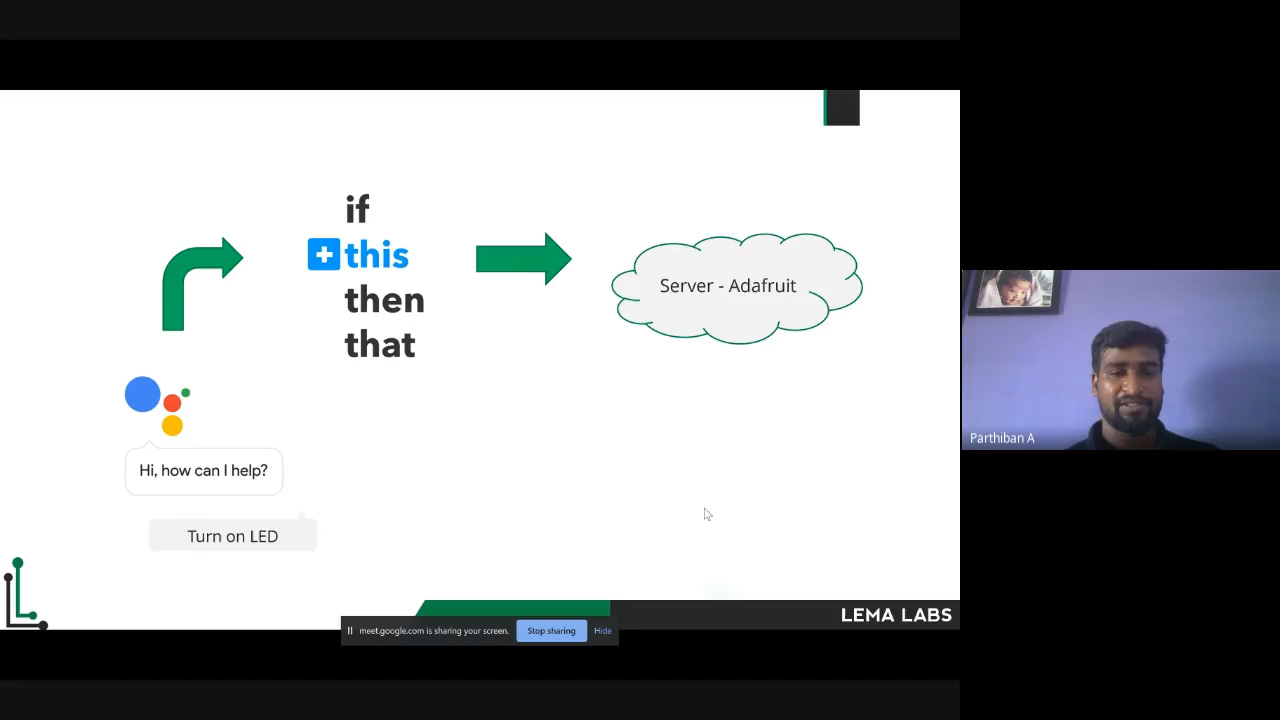 if
this
then
that
Server - Adafruit
Hi, how can I help?
Turn on LED
LEMA LABS
meet.google.com is sharing your screen.
Stop sharing
Hide
Parthiban A